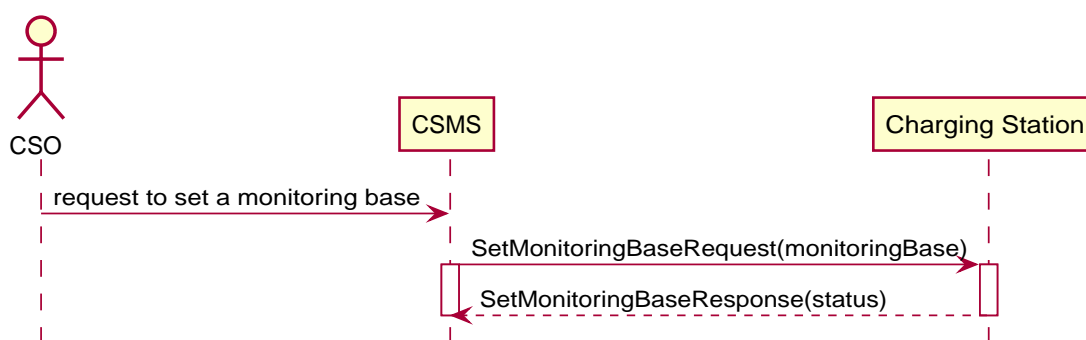 CSO
CSMS
Charging Station
request to set a monitoring base
SetMonitoringBaseRequest(monitoringBase)
SetMonitoringBaseResponse(status)